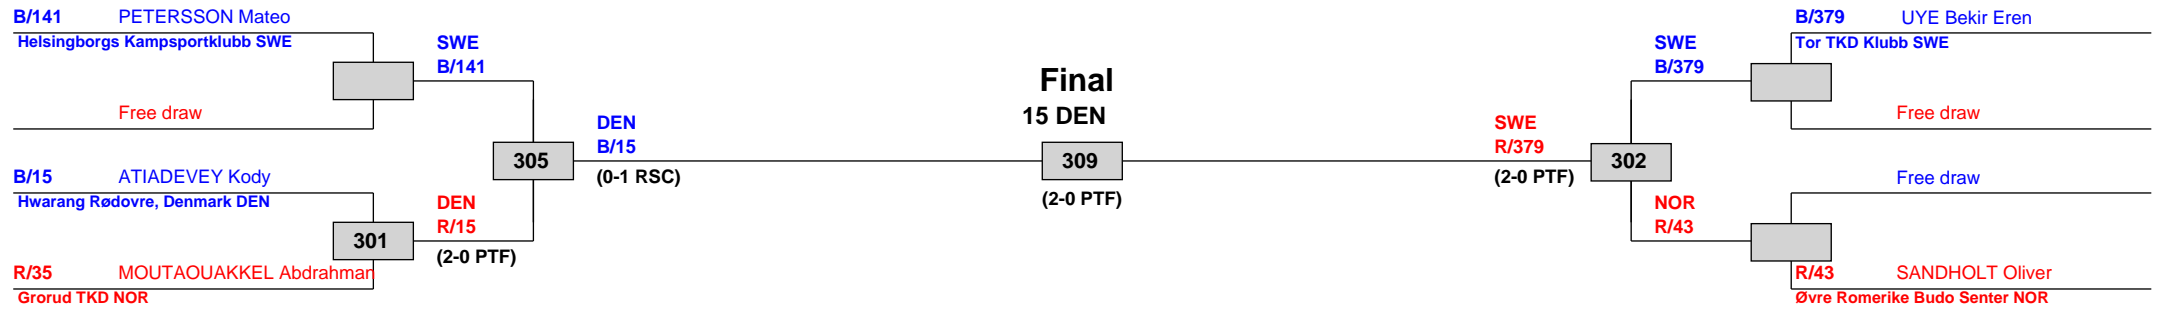 B/141 PETERSSON Mateo
Helsingborgs Kampsportklubb SWE
SWE
B/141
Free draw
DEN
B/15
305
(0-1 RSC)
B/15 ATIADEVEY Kody
Hwarang Rødovre, Denmark DEN
DEN
R/15
301
(2-0 PTF)
R/35 MOUTAOUAKKEL Abdrahman
Grorud TKD NOR
Final
15 DEN
309
(2-0 PTF)
B/379 UYE Bekir Eren
Tor TKD Klubb SWE
SWE
B/379
Free draw
SWE
R/379
302
(2-0 PTF)
Free draw
NOR
R/43
R/43 SANDHOLT Oliver
Øvre Romerike Budo Senter NOR